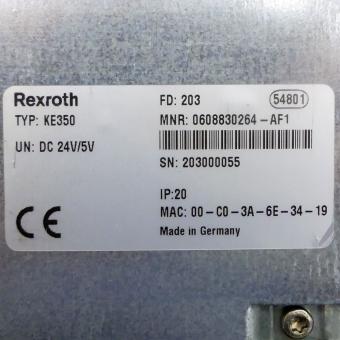 Rexroth FD: 203 54801
TYP: KE350 MNR: 0608830264-AF1
UN: DC 24V/5V SN: 203000055
IP:20
CE MAC: 00-C0-3A-6E-34-19
Made in Germany